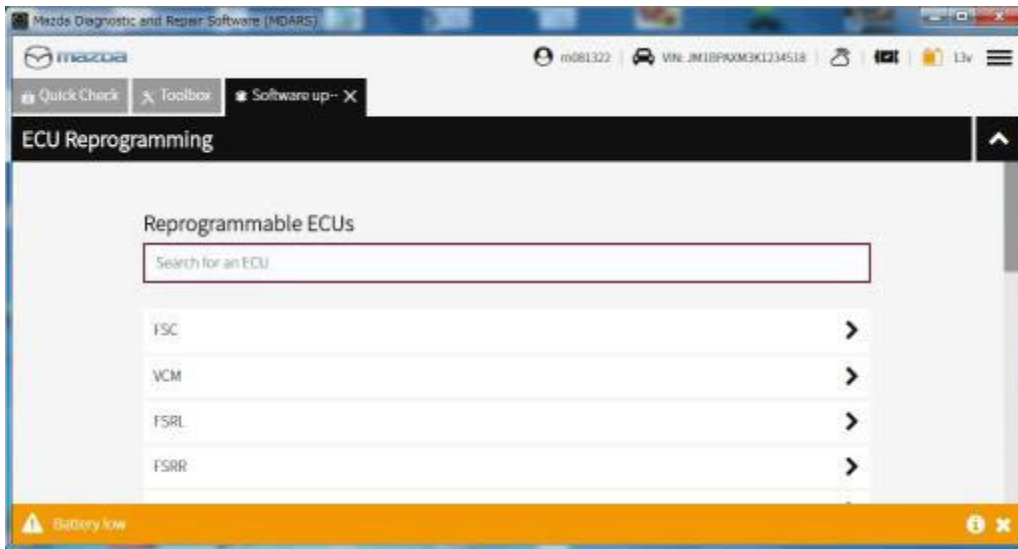 Mazda Diagnostic and Repair Software (MDARS)
mazda
m081322
13v
Quick Check
Toolbox
Software up-- X
ECU Reprogramming
Reprogrammable ECUs
Search for an ECU
FSC
VCM
FSRL
FSRR
Battery low